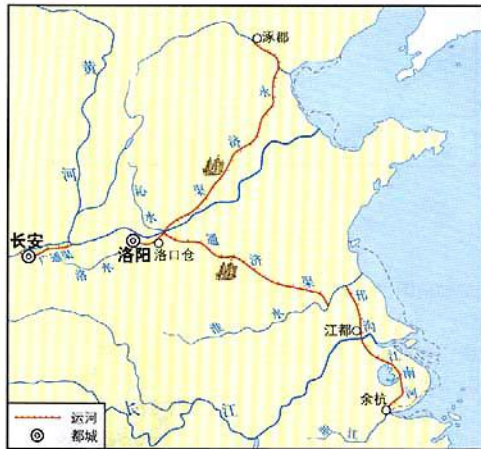 涿郡
黄河
永济渠
沁水
长安
广通渠
洛水
洛阳
洛口仓
通济渠
淮水
邗沟
江都
江南河
余杭
长江
浙江
运河
都城